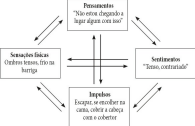 Pensamentos
"Não estou chegando a
lugar algum com isso"
Sensações físicas
Ombros tensos, frio na
barriga
Sentimentos
"Tenso, contrariado"
Impulsos
Escapar, se encolher na
cama, cobrir a cabeça
com o cobertor